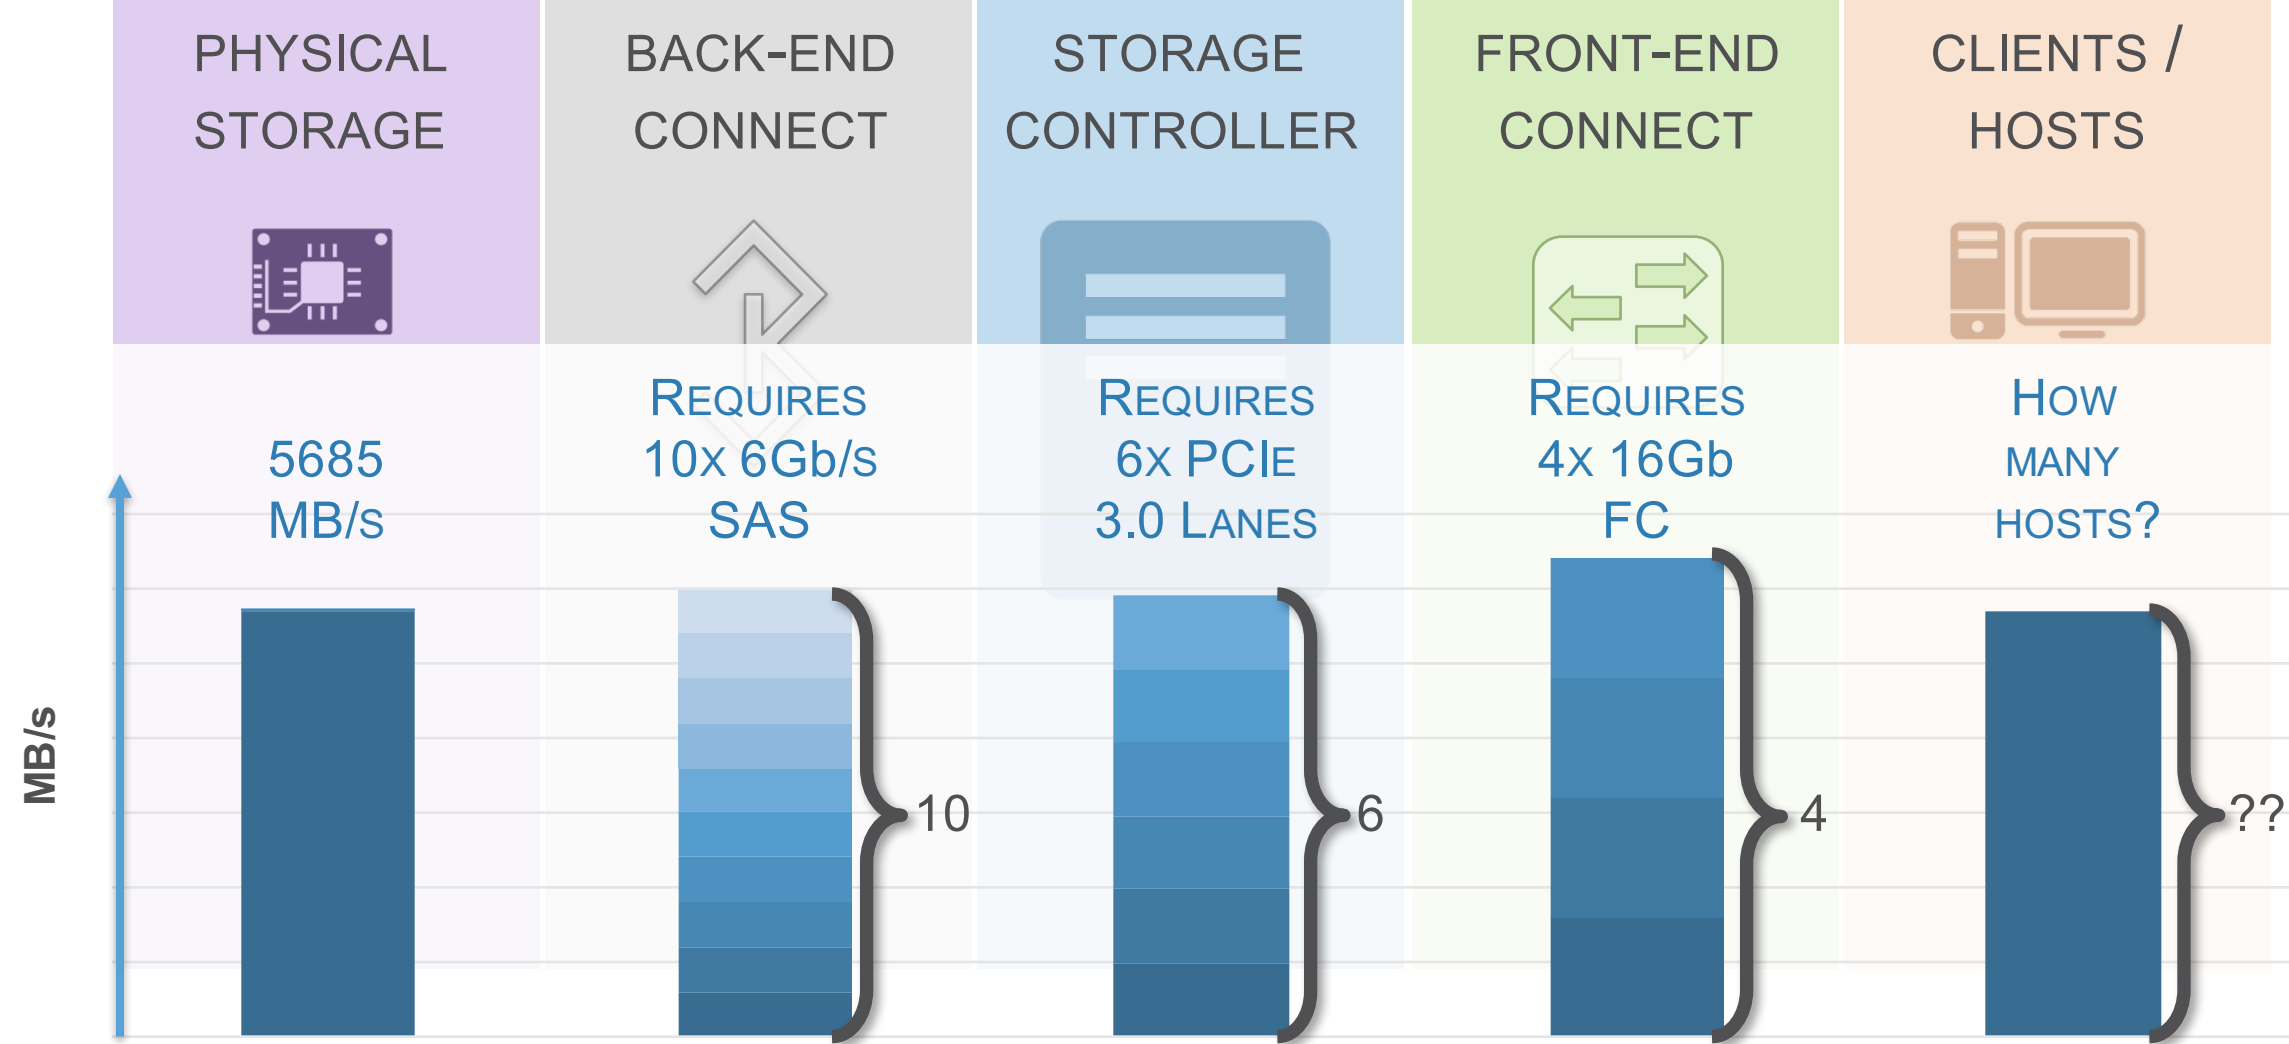 PHYSICAL
STORAGE
BACK-END
CONNECT
STORAGE
CONTROLLER
FRONT-END
CONNECT
CLIENTS /
HOSTS
5685
MB/S
REQUIRES
10X 6Gb/S
SAS
REQUIRES
6X PCIE
3.0 LANES
REQUIRES
4X 16Gb
FC
HOW
MANY
HOSTS?
MB/s
10
6
4
??